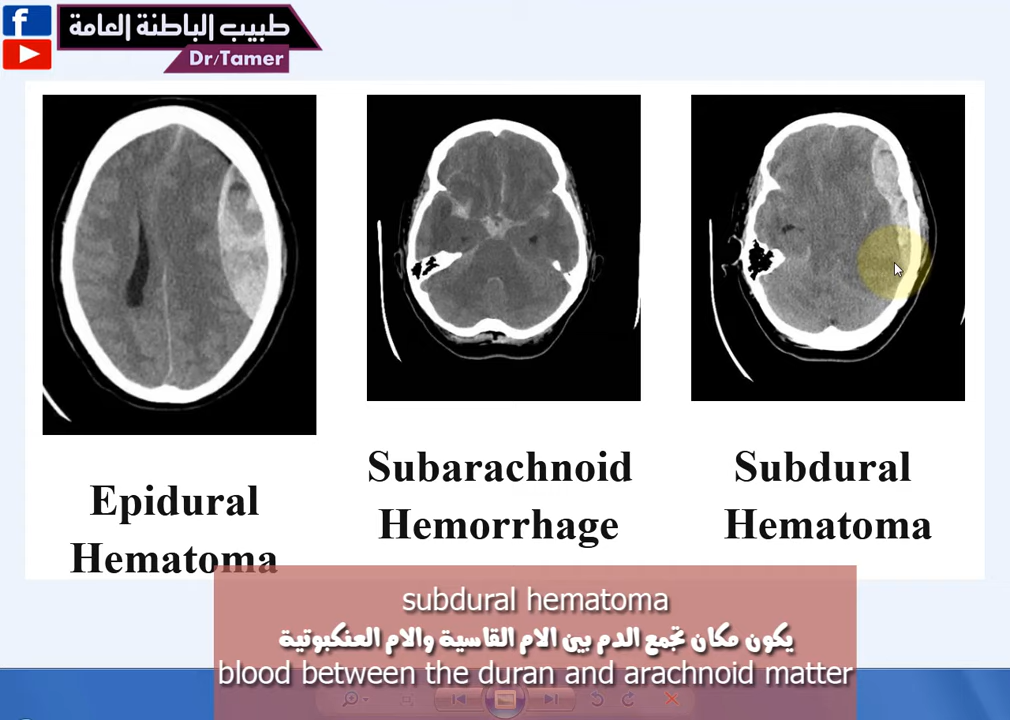 f
طبيب الباطنة العامة
Dr/Tamer
Epidural
Hematoma
Subarachnoid
Hemorrhage
Subdural
Hematoma
subdural hematoma
يكون مكان تجمع الدم بين الام القاسية والام العنكبوتية
blood between the duran and arachnoid matter